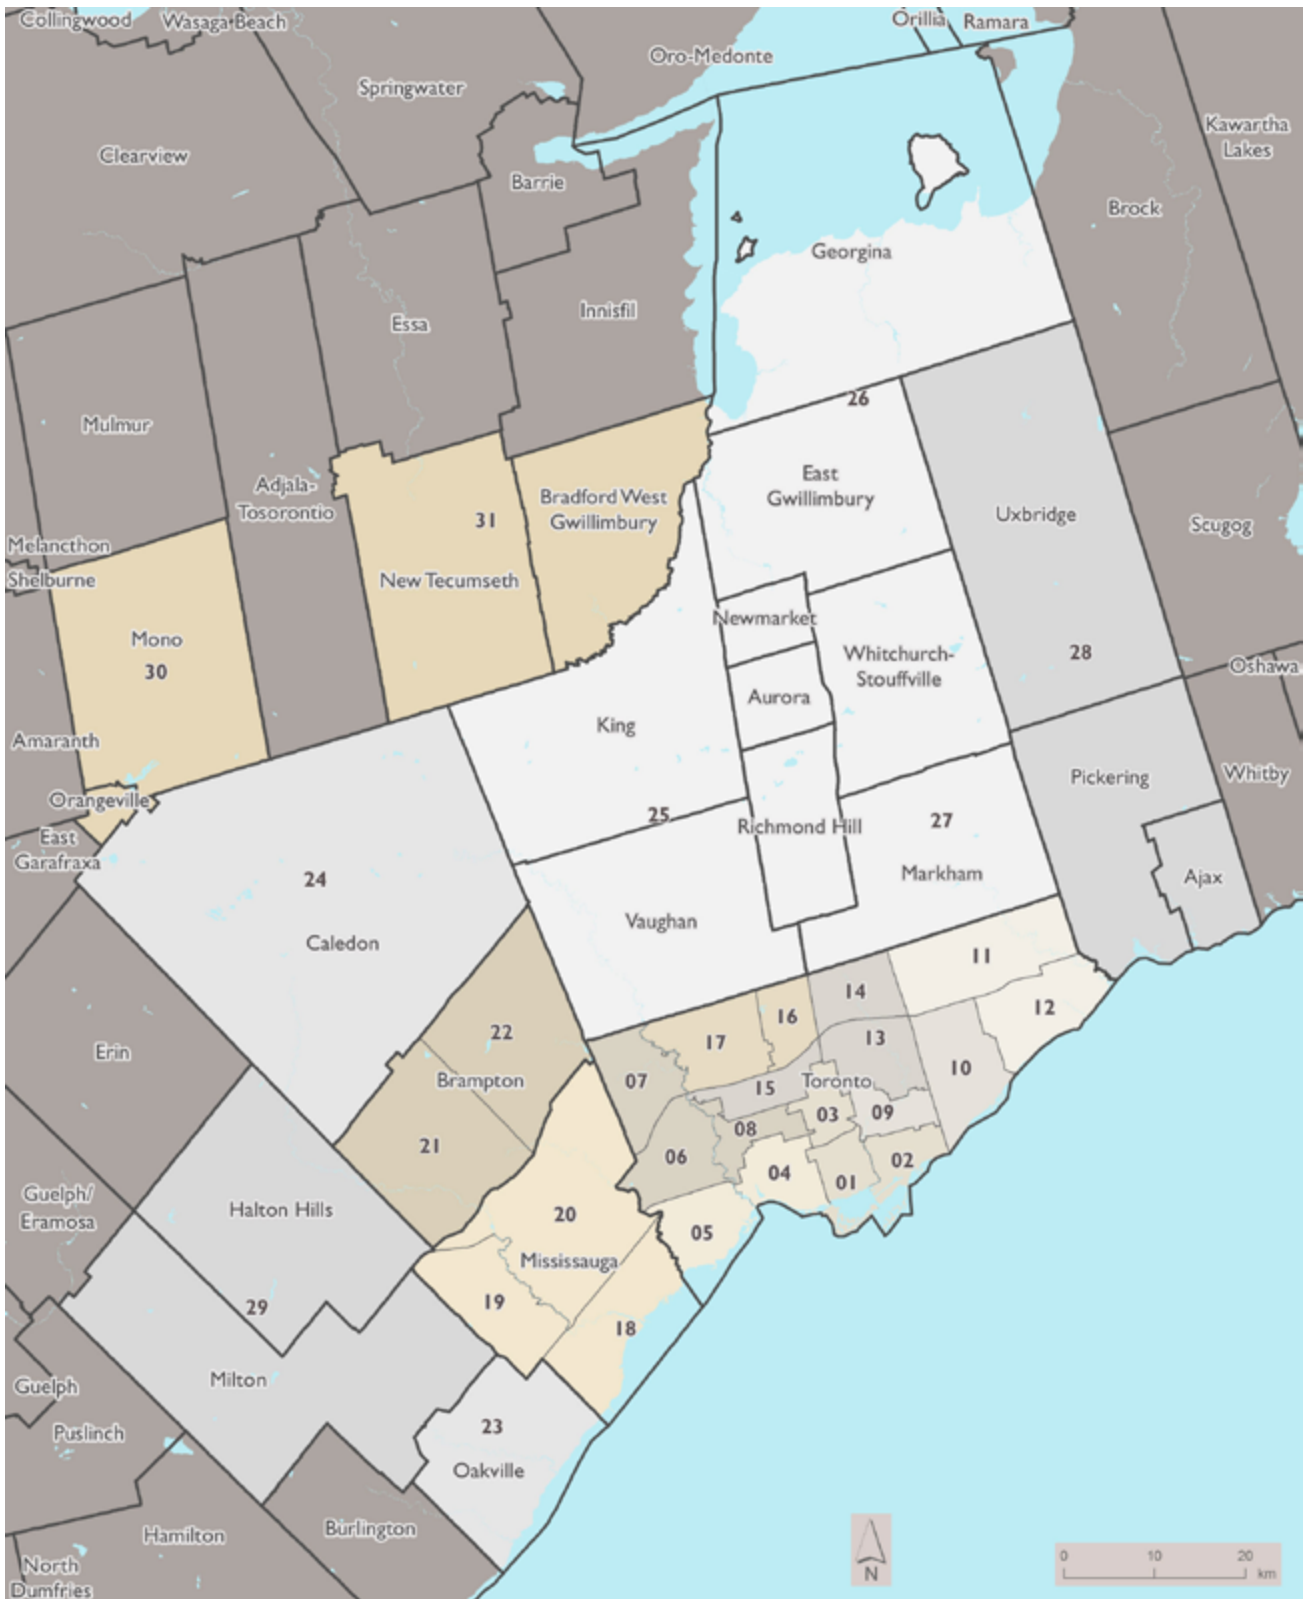 Collingwood
Wasaga Beach
Orillia
Ramara
Oro-Medonte
Springwater
Kawartha
Lakes
Clearview
Barrie
Brock
Georgina
Innisfil
Essa
26
Mulmur
East
Gwillimbury
Adjala-
Tosorontio
Bradford West
Gwillimbury
31
Uxbridge
Scugog
Melancthon
Shelburne
New Tecumseth
Newmarket
Mono
30
Whitchurch-
Stouffville
28
Oshawa
Aurora
King
Amaranth
Pickering
Whitby
Orangeville
25
Richmond Hill
27
East
Garafraxa
24
Markham
Ajax
Vaughan
Caledon
11
14
12
16
22
17
13
Erin
10
Brampton
07
15
Toronto
03
09
08
21
06
02
04
01
Guelph/
Eramosa
Halton Hills
20
05
Mississauga
29
19
18
Milton
Guelph
23
Puslinch
Oakville
Burlington
Hamilton
North
Dumfries
N
0 10 20
km